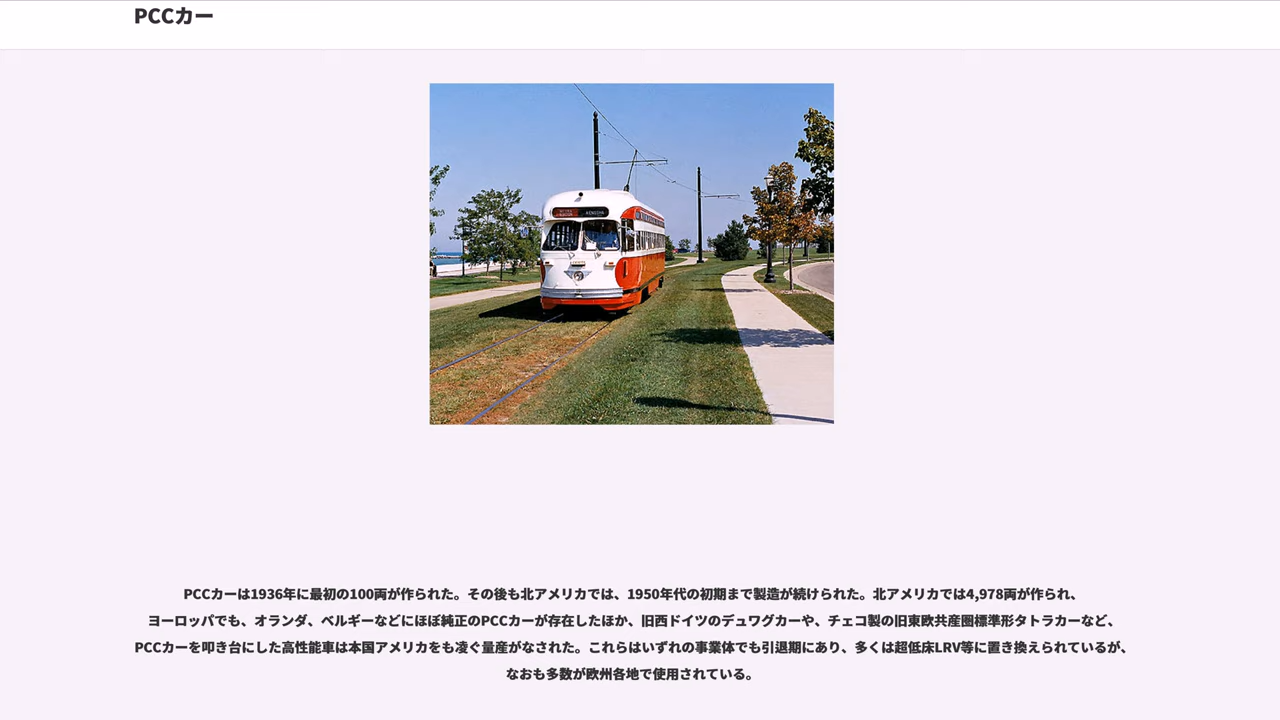 PCCカー
PCCカーは1936年に最初の100両が作られた。その後も北アメリカでは、1950年代の初期まで製造が続けられた。北アメリカでは4,978両が作られ、
ヨーロッパでも、オランダ、ベルギーなどにほぼ純正のPCCカーが存在したほか、旧西ドイツのデュワグカーや、チェコ製の旧東欧共産圏標準形タトラカーなど、
PCCカーを叩き台にした高性能車は本国アメリカをも凌ぐ量産がなされた。これらはいずれの事業体でも引退期にあり、多くは超低床LRV等に置き換えられているが、
なおも多数が欧州各地で使用されている。